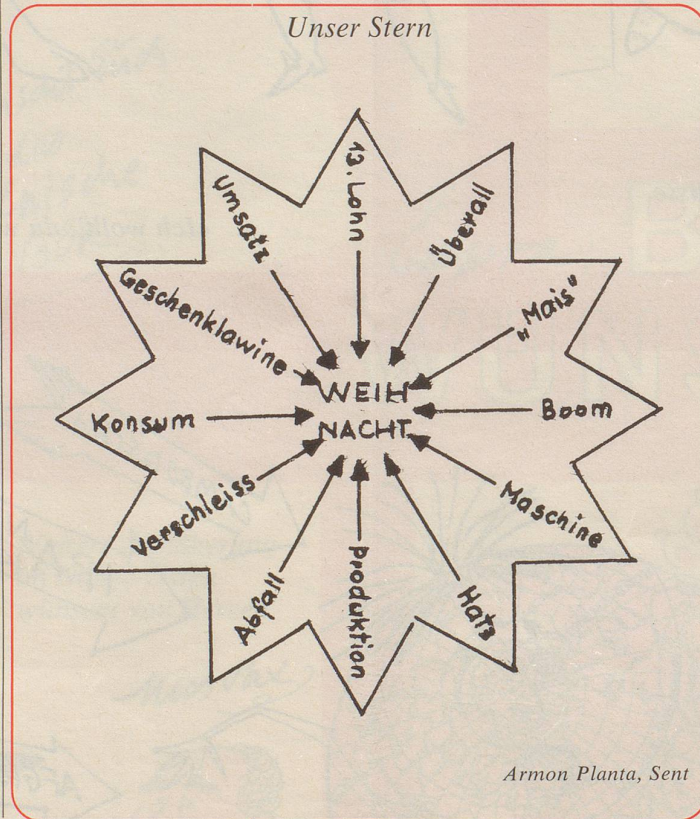 Unser Stern
13. Lohn
Überall
„Mais“
Boom
Maschine
Hats
Produktion
Abfall
Verschleiss
Konsum
Geschenklawine
Umsatz
WEIH
NACHT
Armon Planta, Sent